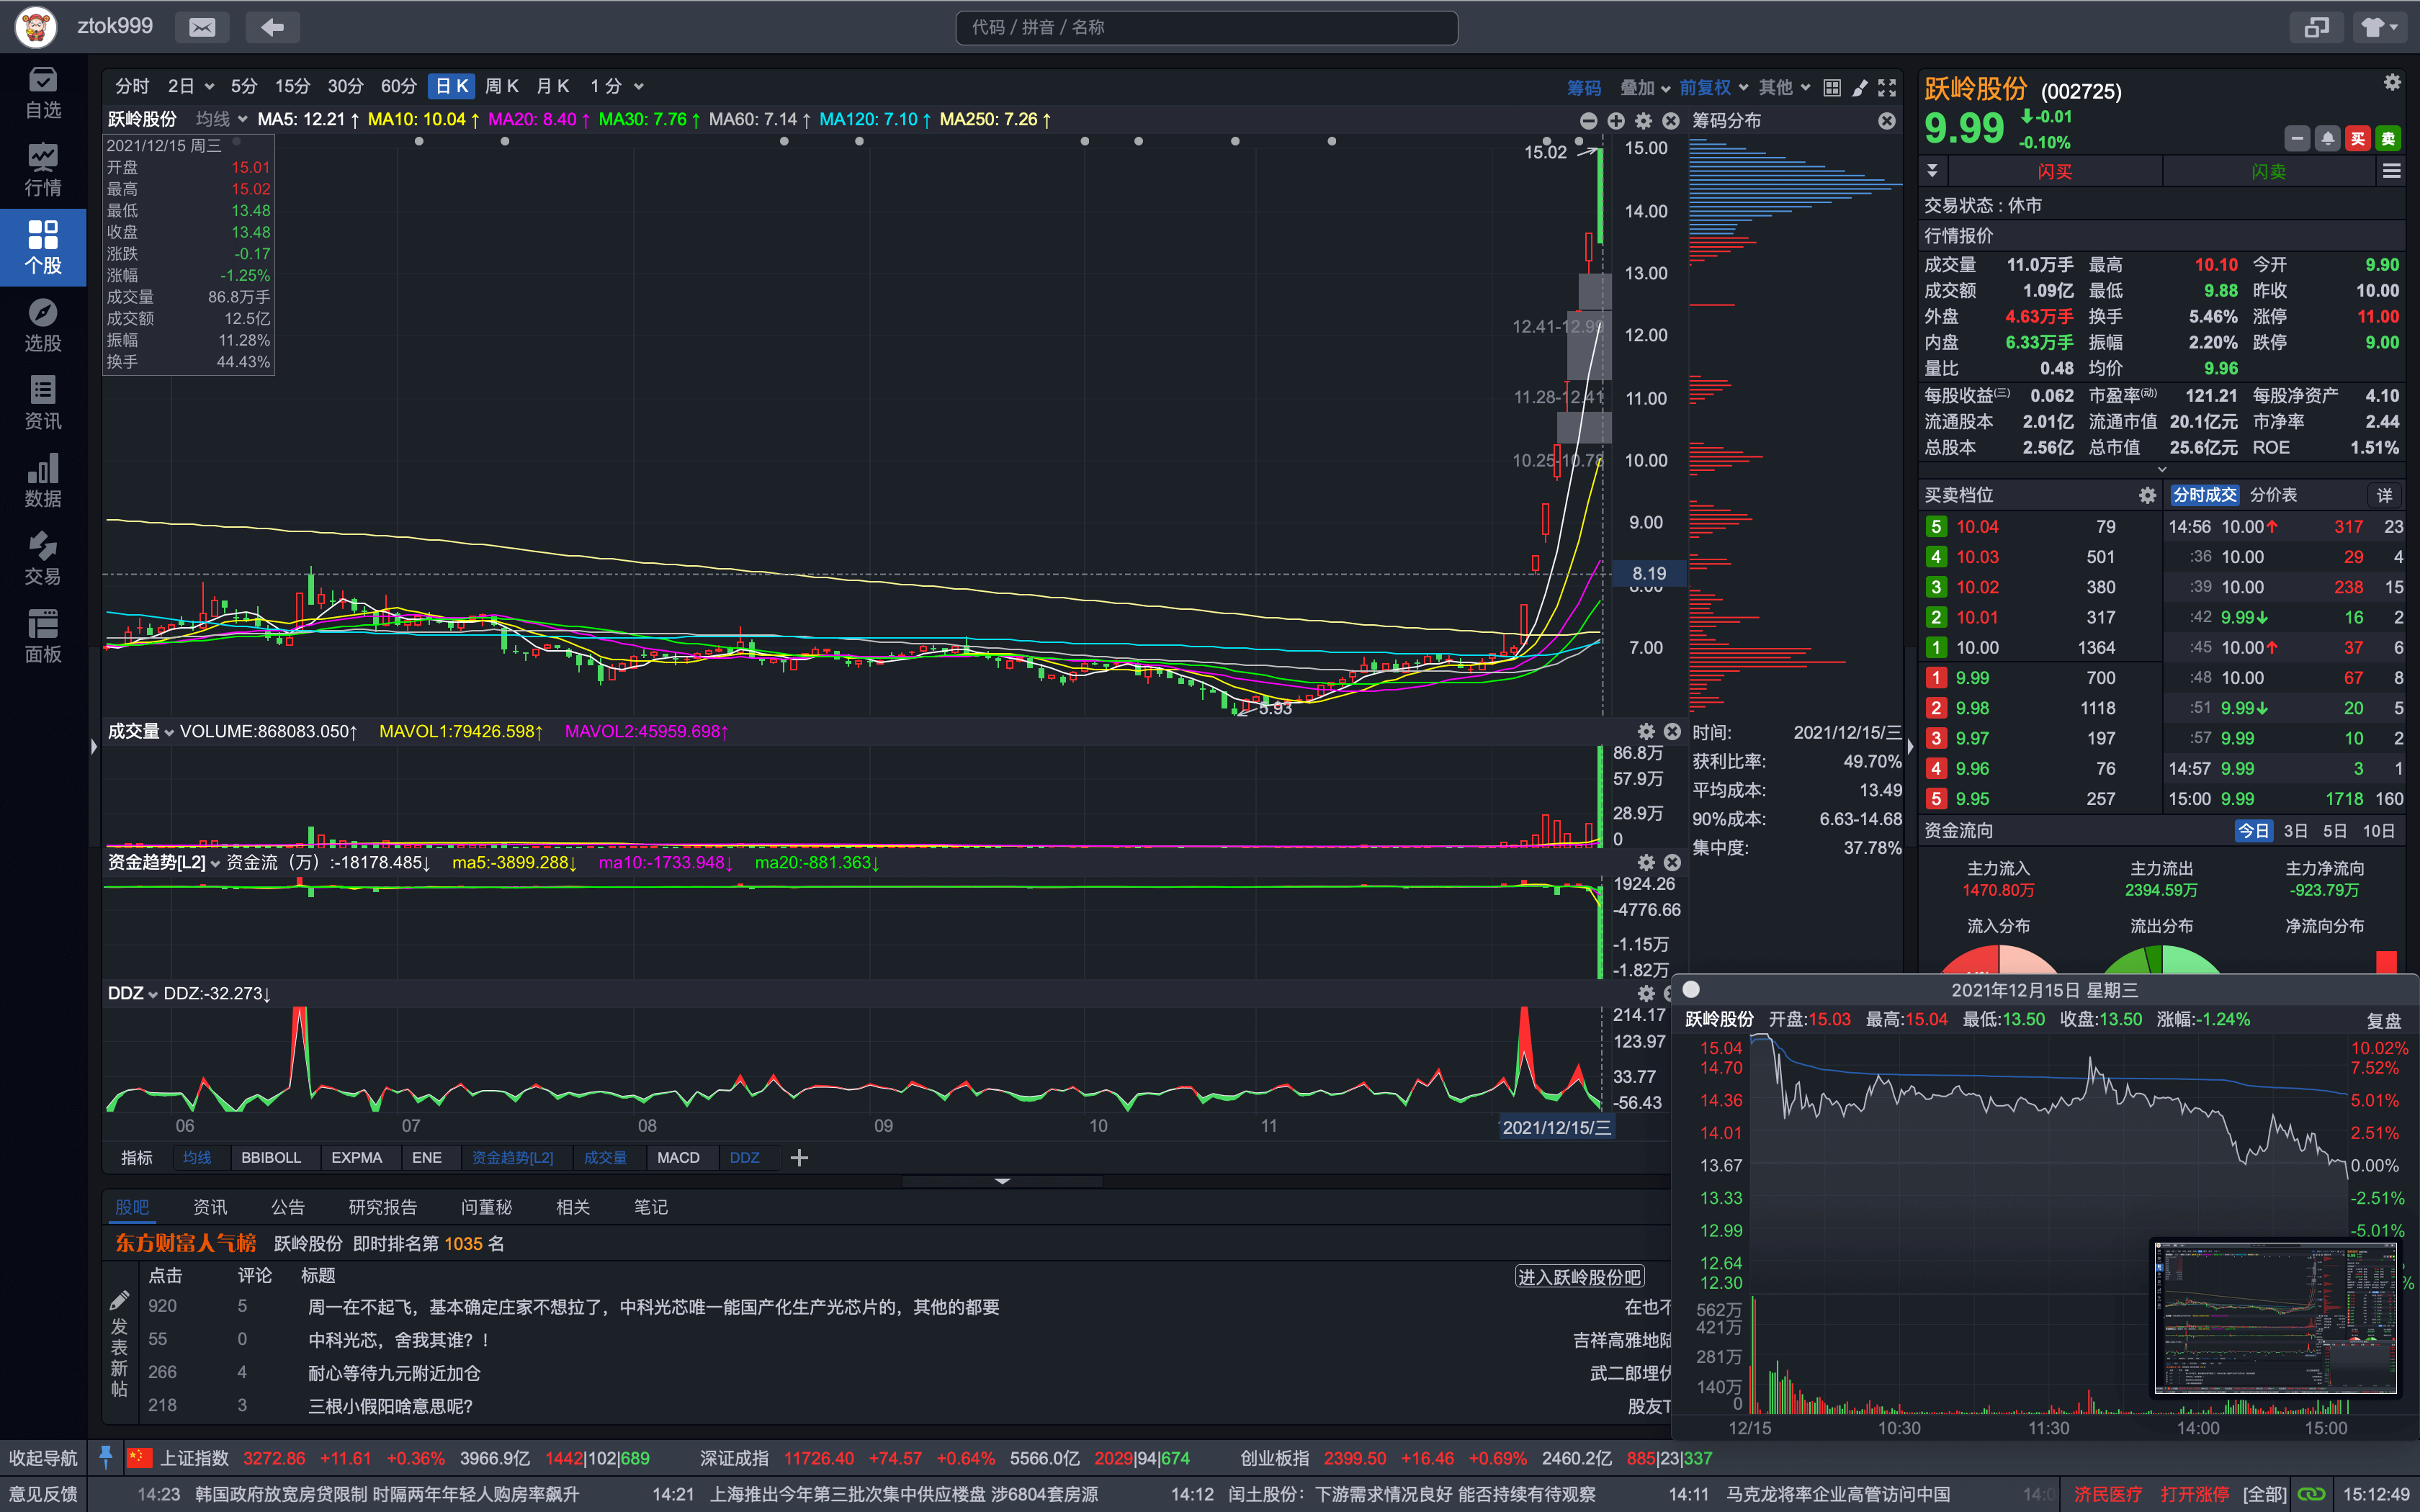 ztok999
代码 / 拼音 / 名称
自选
行情
个股
选股
资讯
数据
交易
面板
分时 2日 5分 15分 30分 60分 日K 周K 月K 1分
筹码 叠加 前复权 其他
跃岭股份 均线 MA5: 12.21↑ MA10: 10.04↑ MA20: 8.40↑ MA30: 7.76↑ MA60: 7.14↑ MA120: 7.10↑ MA250: 7.26↑
筹码分布
2021/12/15 周三
开盘 15.01
最高 15.02
最低 13.48
收盘 13.48
涨跌 -0.17
涨幅 -1.25%
成交量 86.8万手
成交额 12.5亿
振幅 11.28%
换手 44.43%
15.02
12.41-12.99
11.28-12.41
10.25-10.78
5.93
15.00
14.00
13.00
12.00
11.00
10.00
9.00
8.19
8.00
7.00
成交量 VOLUME:868083.050↑ MAVOL1:79426.598↑ MAVOL2:45959.698↑
86.8万
57.9万
28.9万
0
资金趋势[L2] 资金流（万）:-18178.485↓ ma5:-3899.288↓ ma10:-1733.948↓ ma20:-881.363↓
1924.26
-4776.66
-1.15万
-1.82万
DDZ DDZ:-32.273↓
214.17
123.97
33.77
-56.43
06 07 08 09 10 11 2021/12/15/三
指标 均线 BBIBOLL EXPMA ENE 资金趋势[L2] 成交量 MACD DDZ
时间: 2021/12/15/三
获利比率: 49.70%
平均成本: 13.49
90%成本: 6.63-14.68
集中度: 37.78%
股吧 资讯 公告 研究报告 问董秘 相关 笔记
东方财富人气榜 跃岭股份 即时排名第 1035 名
点击 评论 标题
进入跃岭股份吧
发表新帖
920 5 周一在不起飞，基本确定庄家不想拉了，中科光芯唯一能国产化生产光芯片的，其他的都要 在也不
55 0 中科光芯，舍我其谁？！ 吉祥高雅地
266 4 耐心等待九元附近加仓 武二郎埋伏
218 3 三根小假阳啥意思呢? 股友
跃岭股份 (002725)
9.99 -0.01
-0.10%
买 卖
闪买 闪卖
交易状态 : 休市
行情报价
成交量 11.0万手 最高 10.10 今开 9.90
成交额 1.09亿 最低 9.88 昨收 10.00
外盘 4.63万手 换手 5.46% 涨停 11.00
内盘 6.33万手 振幅 2.20% 跌停 9.00
量比 0.48 均价 9.96
每股收益(三) 0.062 市盈率(动) 121.21 每股净资产 4.10
流通股本 2.01亿 流通市值 20.1亿元 市净率 2.44
总股本 2.56亿 总市值 25.6亿元 ROE 1.51%
买卖档位 分时成交 分价表 详
5 10.04 79
4 10.03 501
3 10.02 380
2 10.01 317
1 10.00 1364
1 9.99 700
2 9.98 1118
3 9.97 197
4 9.96 76
5 9.95 257
14:56 10.00↑ 317 23
:36 10.00 29 4
:39 10.00 238 15
:42 9.99↓ 16 2
:45 10.00↑ 37 6
:48 10.00 67 8
:51 9.99↓ 20 5
:57 9.99 10 2
14:57 9.99 3 1
15:00 9.99 1718 160
资金流向 今日 3日 5日 10日
主力流入 主力流出 主力净流向
1470.80万 2394.59万 -923.79万
流入分布 流出分布 净流向分布
2021年12月15日 星期三
跃岭股份 开盘:15.03 最高:15.04 最低:13.50 收盘:13.50 涨幅:-1.24% 复盘
15.04 10.02%
14.70 7.52%
14.36 5.01%
14.01 2.51%
13.67 0.00%
13.33 -2.51%
12.99 -5.01%
12.64
12.30
562万
421万
281万
140万
0
12/15 10:30 11:30 14:00 15:00
收起导航 上证指数 3272.86 +11.61 +0.36% 3966.9亿 1442|102|689 深证成指 11726.40 +74.57 +0.64% 5566.0亿 2029|94|674 创业板指 2399.50 +16.46 +0.69% 2460.2亿 885|23|337
意见反馈 14:23 韩国政府放宽房贷限制 时隔两年年轻人购房率飙升 14:21 上海推出今年第三批次集中供应楼盘 涉6804套房源 14:12 闰土股份：下游需求情况良好 能否持续有待观察 14:11 马克龙将率企业高管访问中国 济民医疗 打开涨停 [全部] 15:12:49